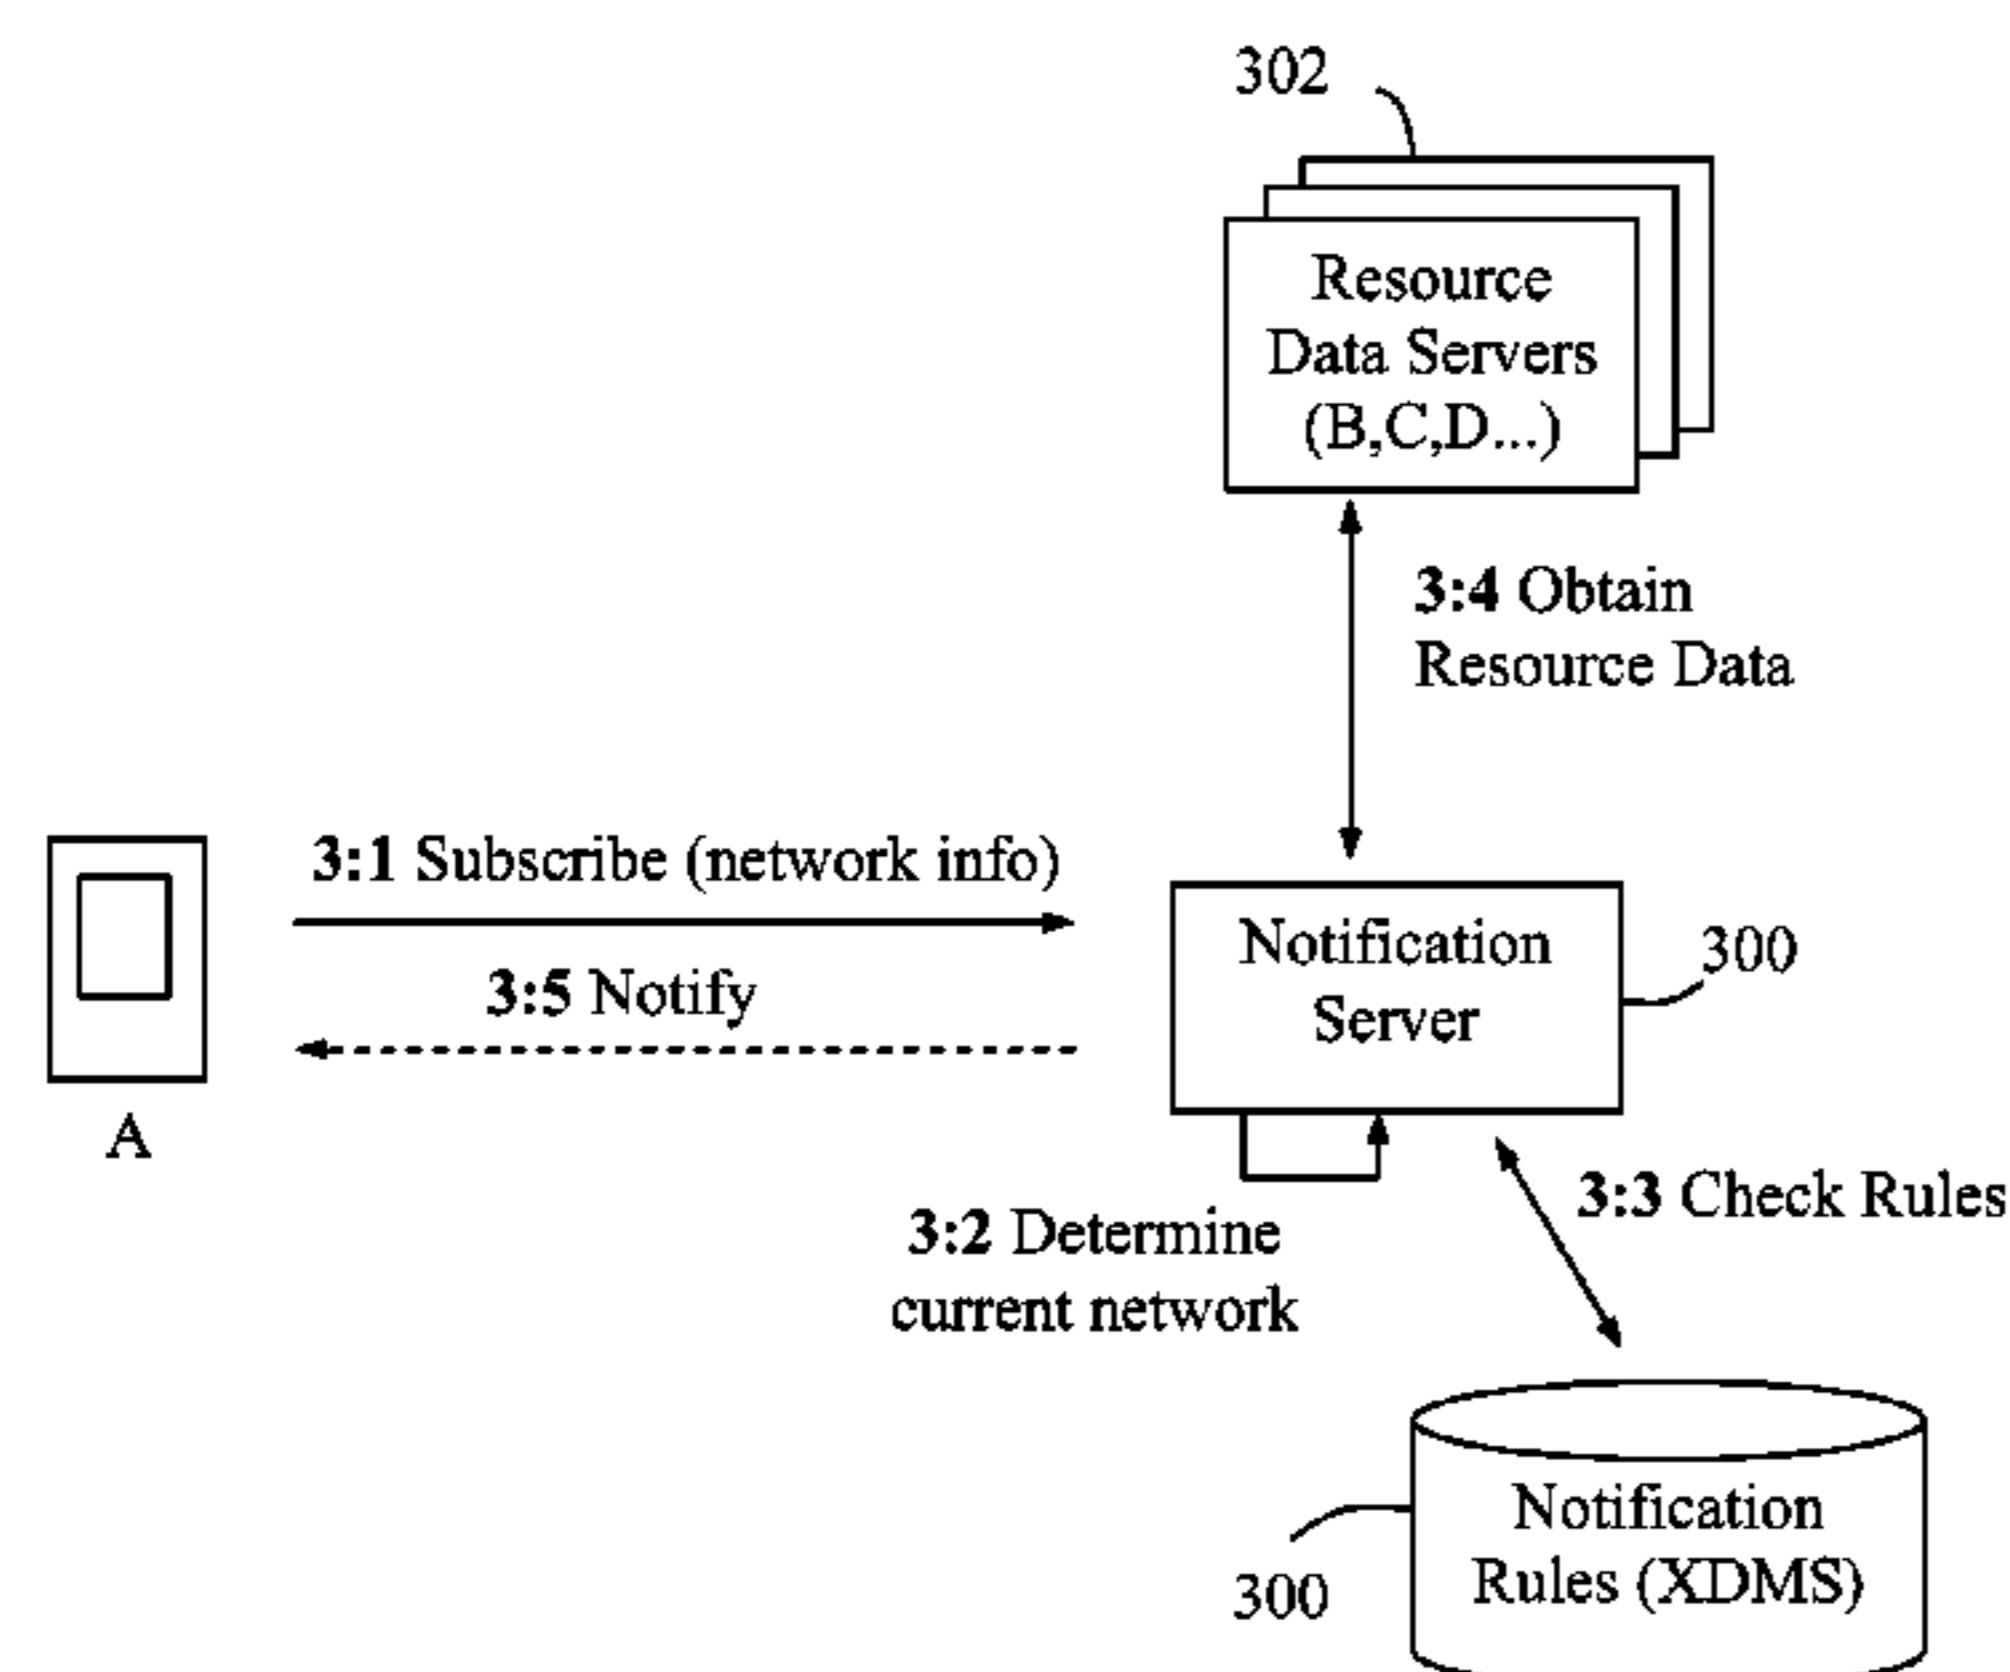 302
Resource
Data Servers
(B,C,D...)
3:4 Obtain
Resource Data
3:1 Subscribe (network info)
3:5 Notify
A
Notification
Server
300
3:2 Determine
current network
3:3 Check Rules
300
Notification
Rules (XDMS)